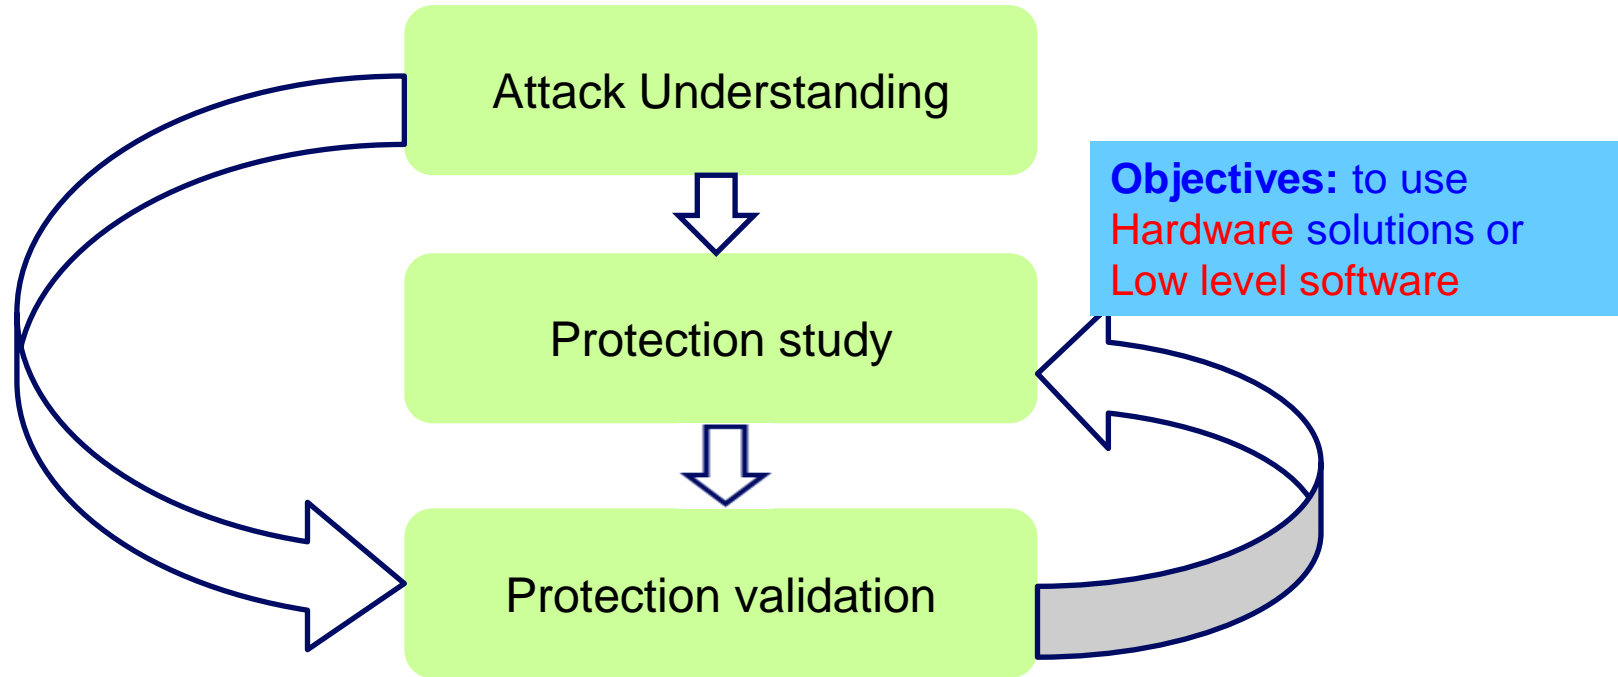 Attack Understanding
Objectives: to use
Hardware solutions or
Low level software
Protection study
Protection validation